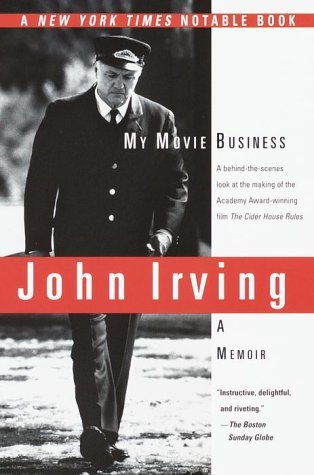 A NEW YORK TIMES NOTABLE BOOK
MY MOVIE BUSINESS
A behind-the-scenes
look at the making of the
Academy Award-winning
film The Cider House Rules
John Irving
A
MEMOIR
"Instructive, delightful,
and riveting."
—The Boston
Sunday Globe